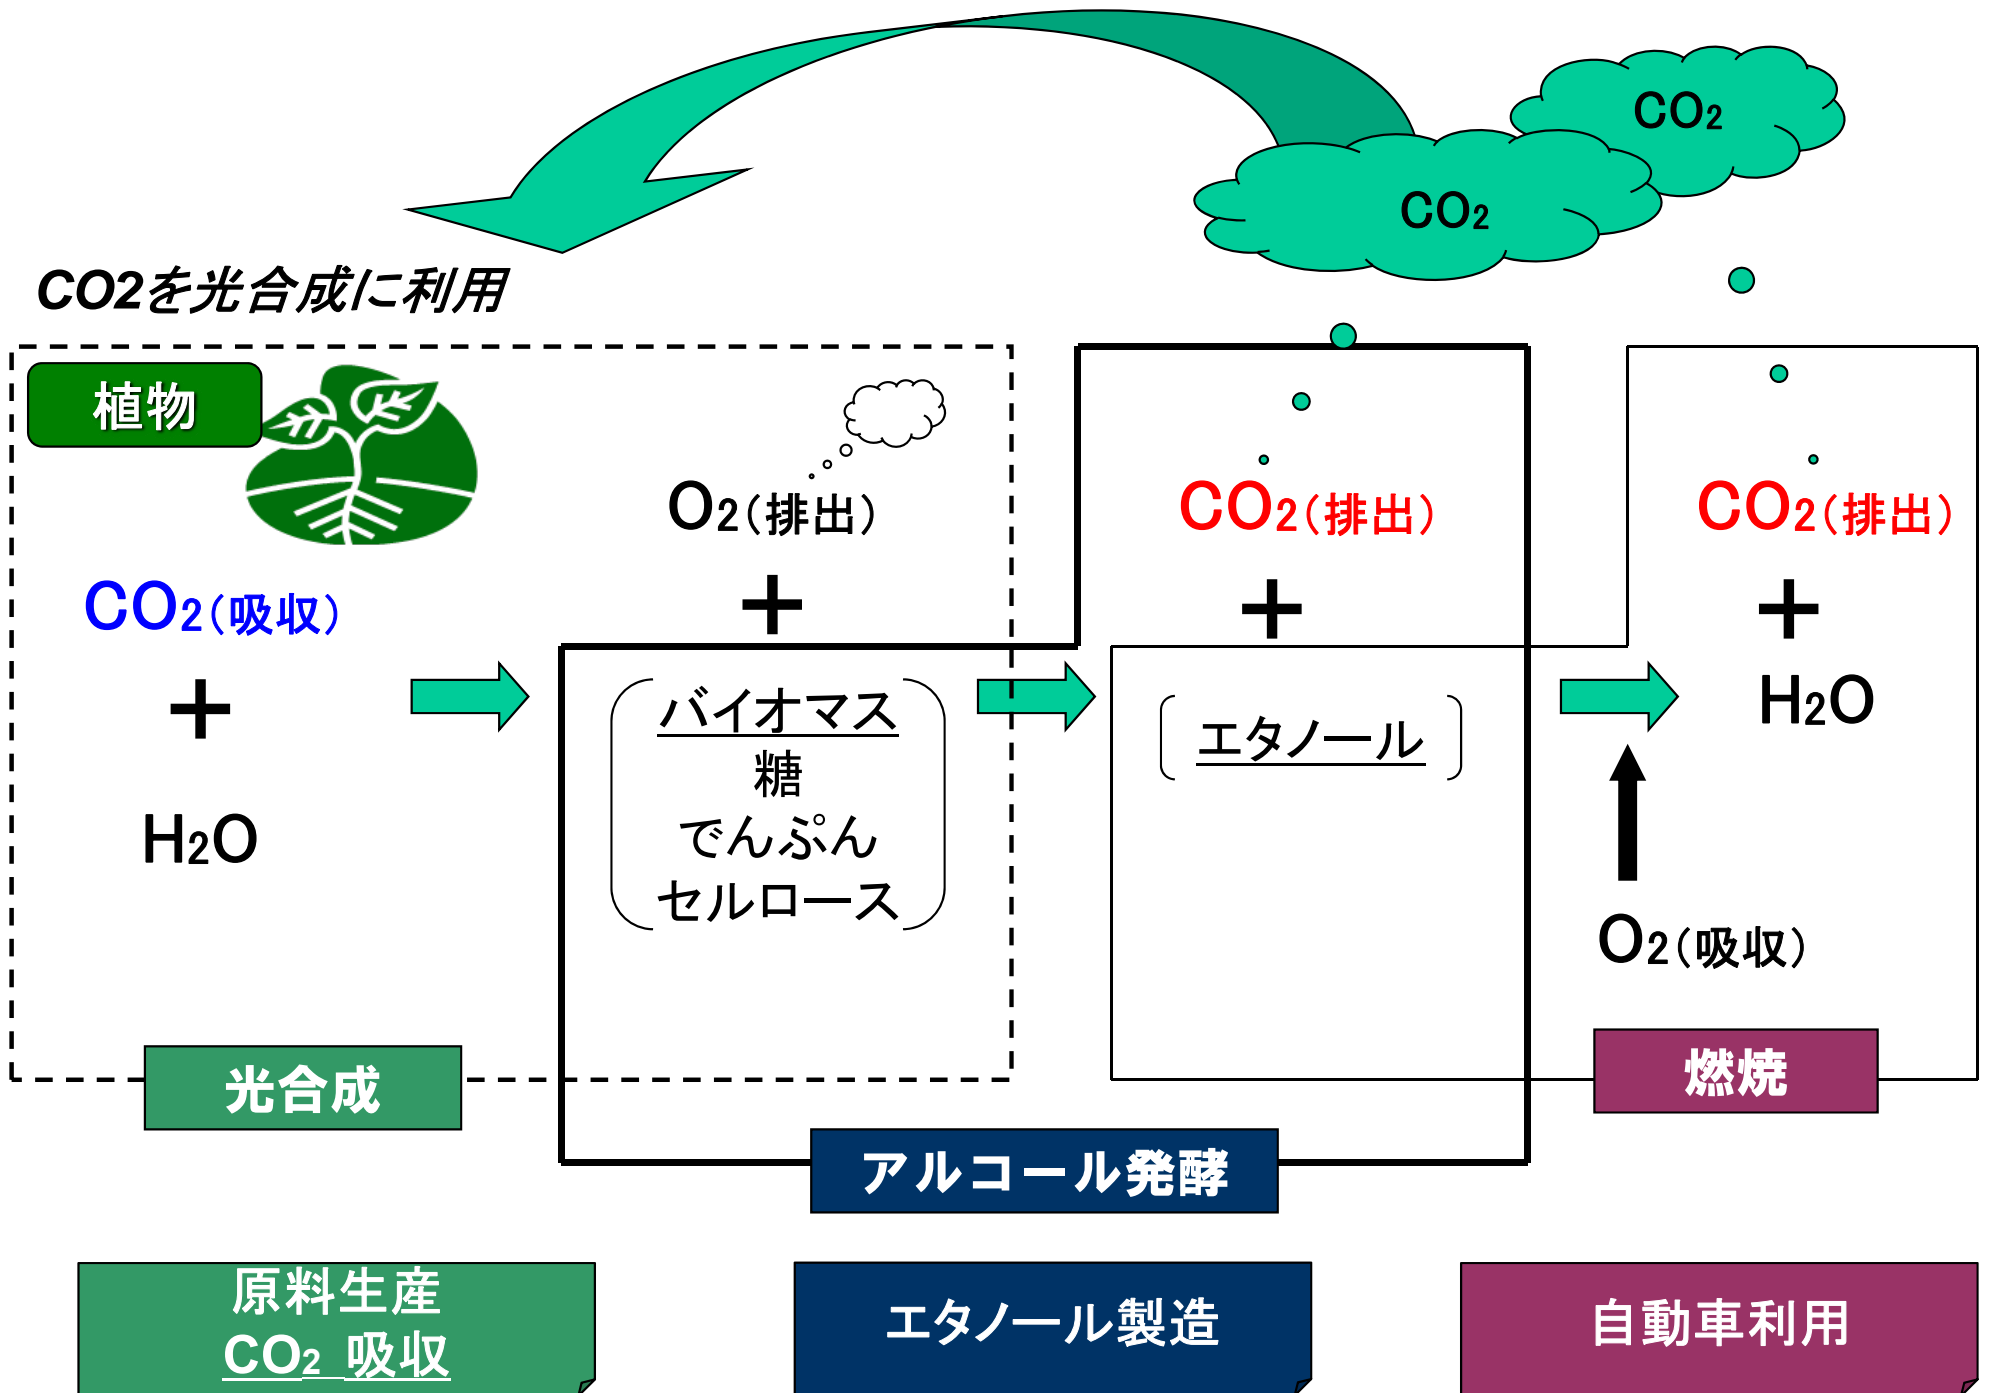 CO₂
CO₂
CO2を光合成に利用
植物
O₂(排出)
CO₂(排出)
CO₂(排出)
CO₂(吸収)
+
+
+
+
H₂O
H₂O
バイオマス
糖
でんぷん
セルロース
エタノール
O₂(吸収)
光合成
燃焼
アルコール発酵
原料生産
CO₂ 吸収
エタノール製造
自動車利用